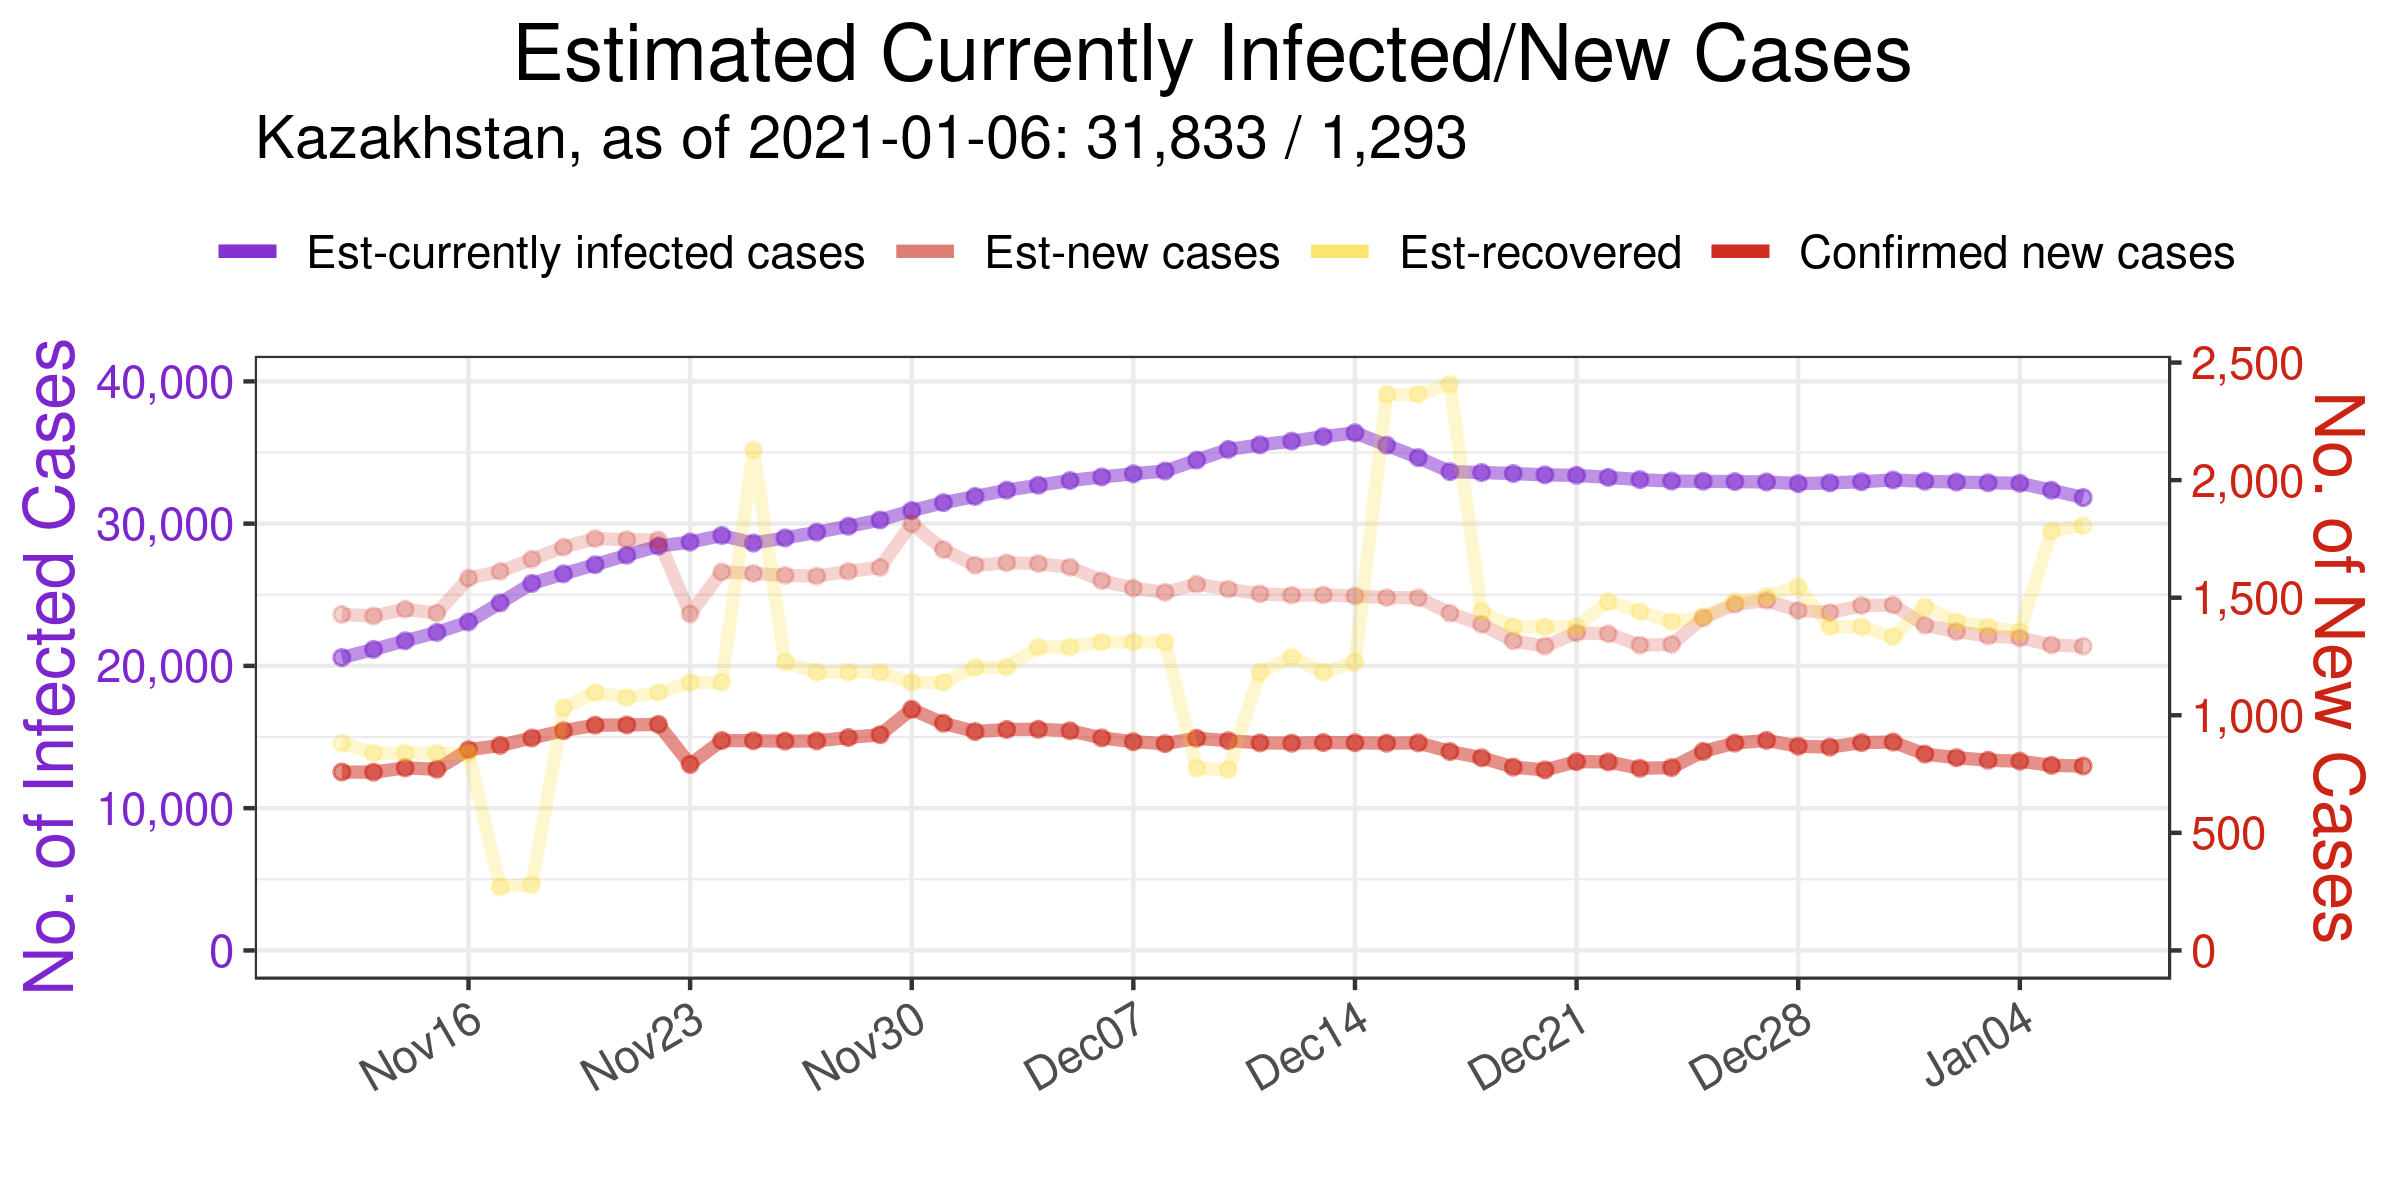 Estimated Currently Infected/New Cases
Kazakhstan, as of 2021-01-06: 31,833 / 1,293
Est-currently infected cases Est-new cases Est-recovered Confirmed new cases
No. of Infected Cases
40,000
30,000
20,000
10,000
0
2,500
2,000
1,500
1,000
500
0
No. of New Cases
Nov16 Nov23 Nov30 Dec07 Dec14 Dec21 Dec28 Jan04